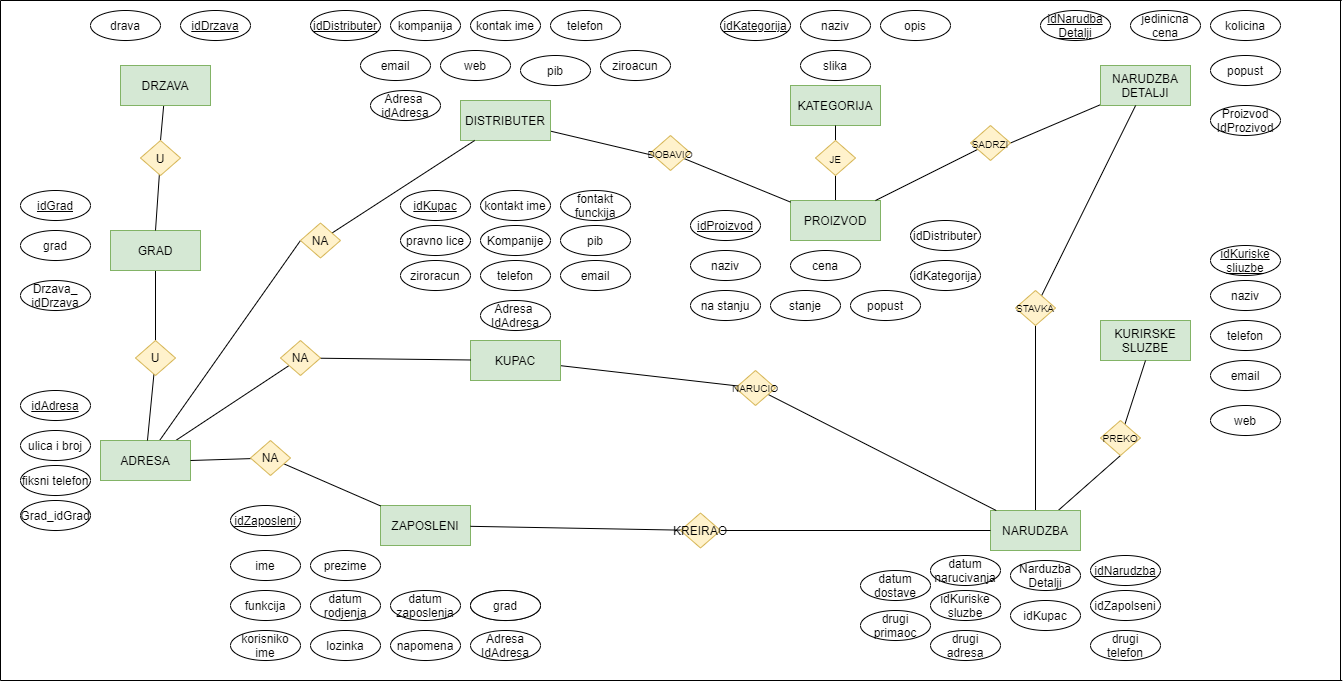 drava
idDrzava
idDistributer
kompanija
kontak ime
telefon
idKategorija
naziv
opis
idNarudba
Detalji
jedinicna
cena
kolicina
email
web
pib
ziroacun
slika
popust
DRZAVA
Adresa
idAdresa
DISTRIBUTER
KATEGORIJA
NARUDZBA
DETALJI
Proizvod
IdProzivod
U
DOBAVIO
JE
SADRZI
idGrad
grad
Drzava_
idDrzava
GRAD
NA
idKupac
kontakt ime
fontakt
funckija
pravno lice
Kompanije
pib
ziroracun
telefon
email
Adresa
IdAdresa
idProizvod
PROIZVOD
idDistributer
naziv
cena
idKategorija
na stanju
stanje
popust
idKuriske
sliuzbe
naziv
telefon
email
web
STAVKA
KURIRSKE
SLUZBE
U
NA
KUPAC
NARUCIO
PREKO
idAdresa
ulica i broj
fiksni telefon
Grad_idGrad
ADRESA
NA
idZaposleni
ZAPOSLENI
KREIRAO
NARUDZBA
ime
prezime
funkcija
datum
rodjenja
datum
zaposlenja
grad
korisniko
ime
lozinka
napomena
Adresa
IdAdresa
datum
dostave
datum
narucivanja
Narduzba
Detalji
idNarudzba
idKuriske
sluzbe
idKupac
idZapolseni
drugi
primaoc
drugi
adresa
drugi
telefon